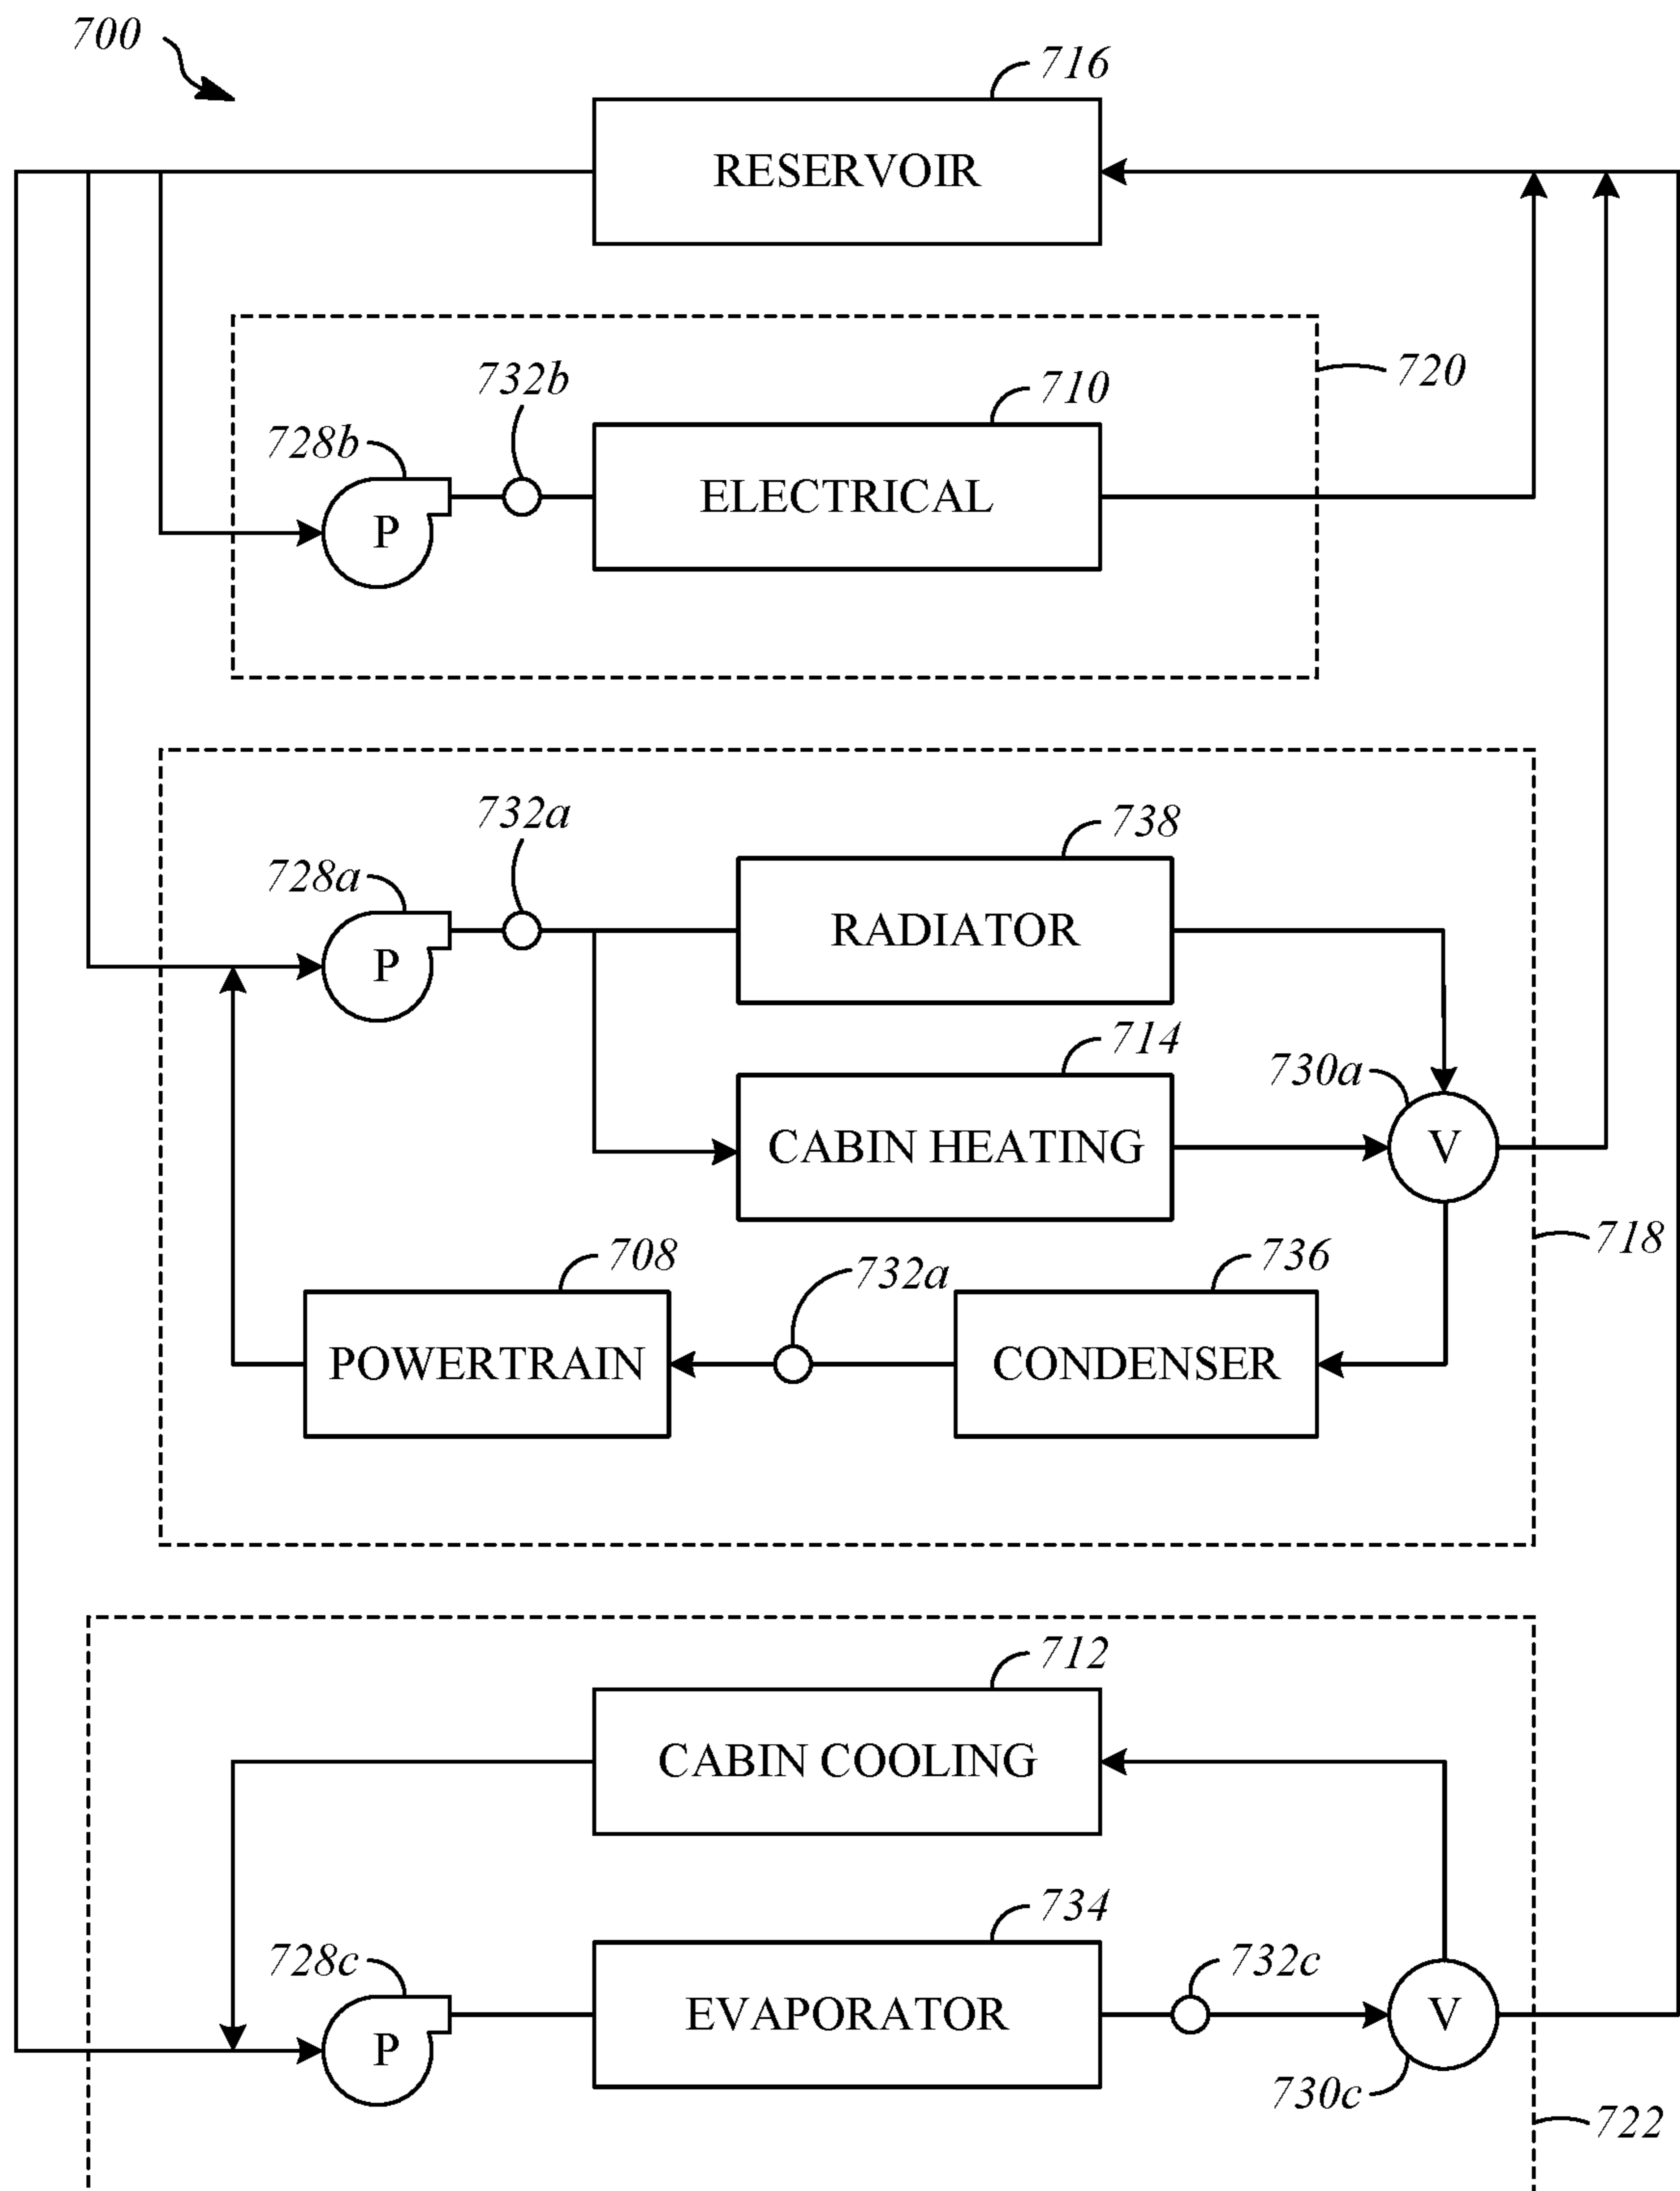 700
716
RESERVOIR
720
732b
710
728b
P
ELECTRICAL
732a
738
728a
P
RADIATOR
714
730a
CABIN HEATING
V
718
708
732a
736
POWERTRAIN
CONDENSER
712
CABIN COOLING
734
728c
732c
P
EVAPORATOR
V
730c
722